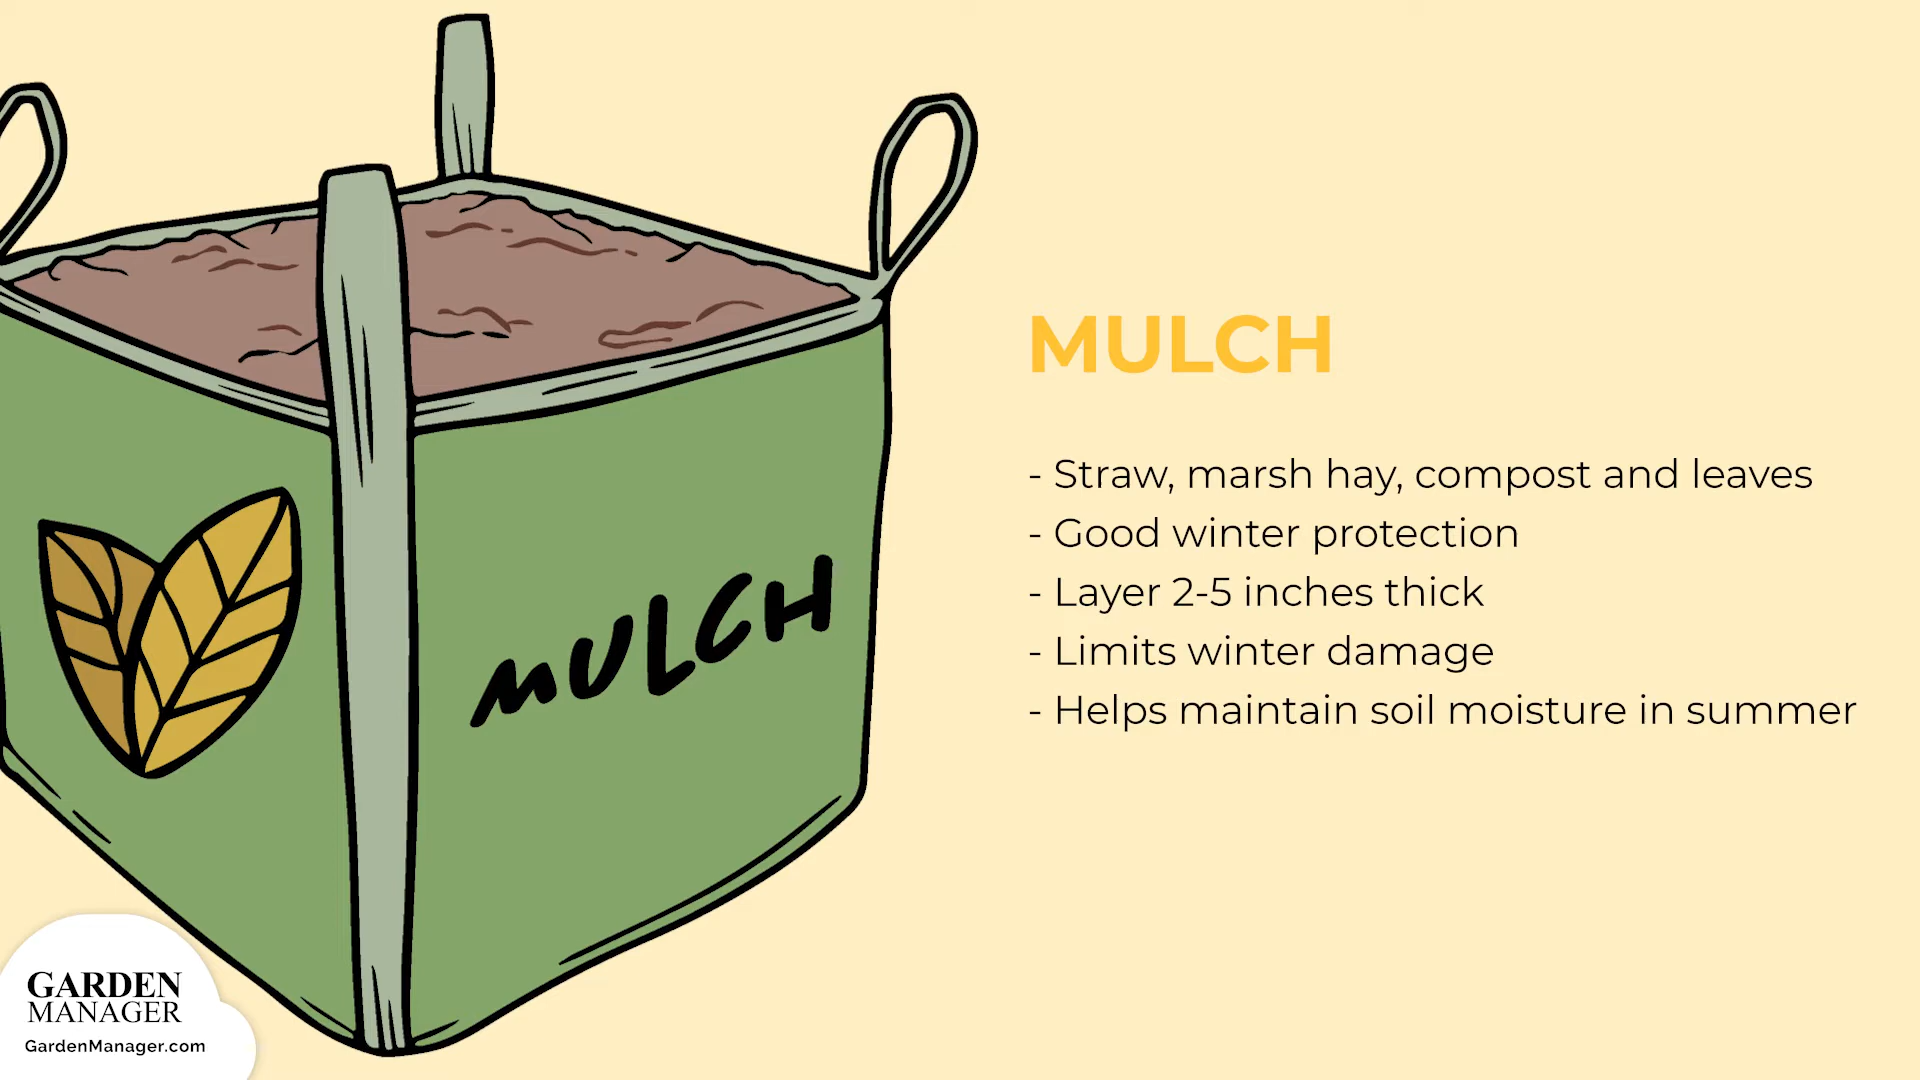 MULCH
MULCH
- Straw, marsh hay, compost and leaves
- Good winter protection
- Layer 2-5 inches thick
- Limits winter damage
- Helps maintain soil moisture in summer
GARDEN
MANAGER
GardenManager.com